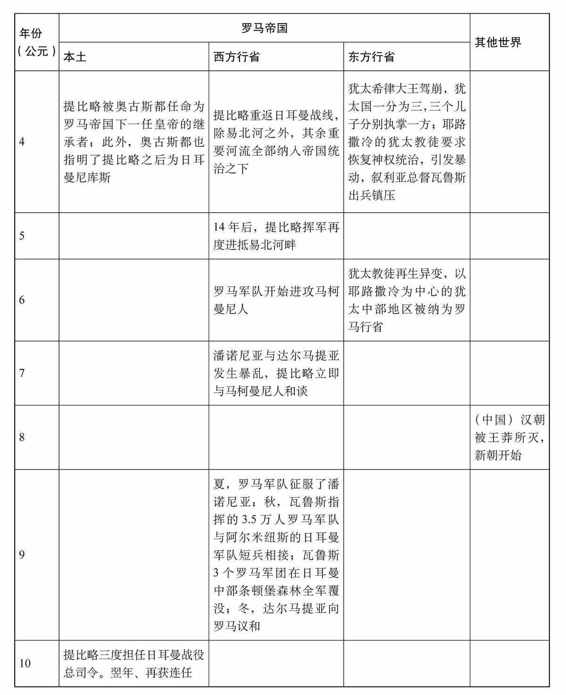 年份
（公元）
罗马帝国
其他世界
本土
西方行省
东方行省
4
提比略被奥古斯都任命为
罗马帝国下一任皇帝的继
承者；此外，奥古斯都也
指明了提比略之后为日耳
曼尼库斯
提比略重返日耳曼战线，
除易北河之外，其余重
要河流全部纳入帝国统
治之下
犹太希律大王驾崩，犹
太国一分为三，三个儿
子分别执掌一方；耶路
撒冷的犹太教徒要求
恢复神权统治，引发暴
动，叙利亚总督瓦鲁斯
出兵镇压
5
14年后，提比略挥军再
度进抵易北河畔
6
罗马军队开始进攻马柯
曼尼人
犹太教徒再生异变，以
耶路撒冷为中心的犹
太中部地区被纳为罗
马行省
7
潘诺尼亚与达尔马提亚
发生暴乱，提比略立即
与马柯曼尼人和谈
8
（中国）汉朝
被王莽所灭，
新朝开始
9
夏，罗马军队征服了潘
诺尼亚；秋，瓦鲁斯指
挥的3.5万人罗马军队
与阿尔米纽斯的日耳曼
军队短兵相接；瓦鲁斯
3个罗马军团在日耳曼
中部条顿堡森林全军覆
没；冬，达尔马提亚向
罗马议和
10
提比略三度担任日耳曼战役
总司令。翌年、再获连任